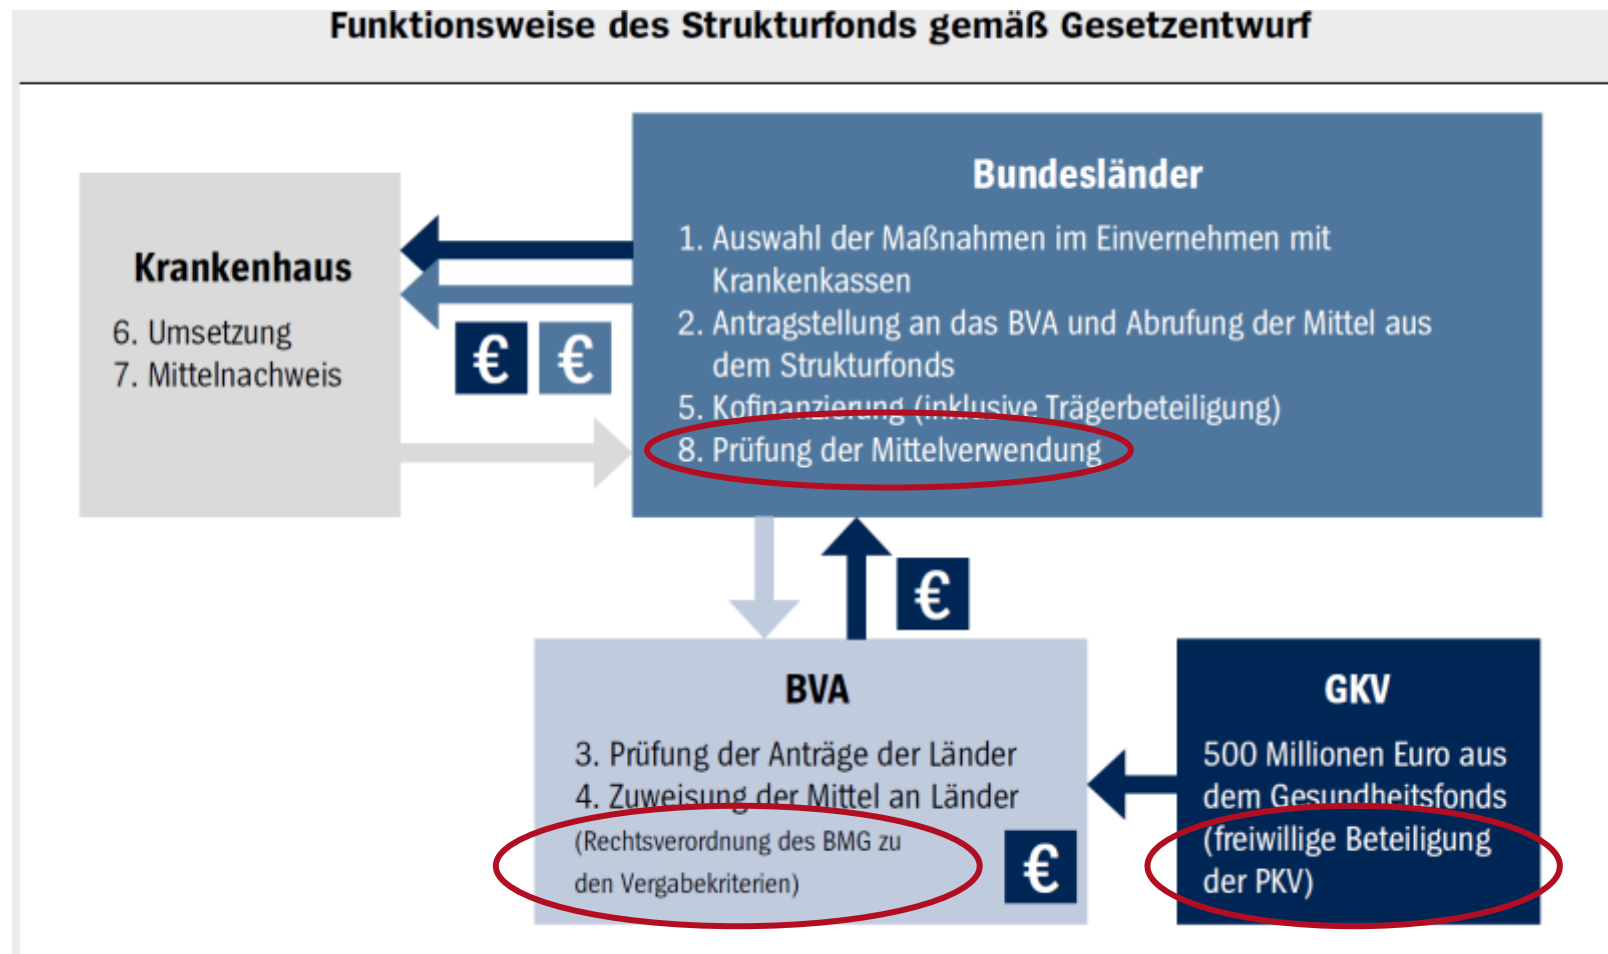 Funktionsweise des Strukturfonds gemäß Gesetzentwurf
Krankenhaus
6. Umsetzung
7. Mittelnachweis
€ €
Bundesländer
1. Auswahl der Maßnahmen im Einvernehmen mit
Krankenkassen
2. Antragstellung an das BVA und Abrufung der Mittel aus
dem Strukturfonds
5. Kofinanzierung (inklusive Trägerbeteiligung)
8. Prüfung der Mittelverwendung
€
BVA
3. Prüfung der Anträge der Länder
4. Zuweisung der Mittel an Länder
(Rechtsverordnung des BMG zu
den Vergabekriterien)
€
GKV
500 Millionen Euro aus
dem Gesundheitsfonds
(freiwillige Beteiligung
der PKV)